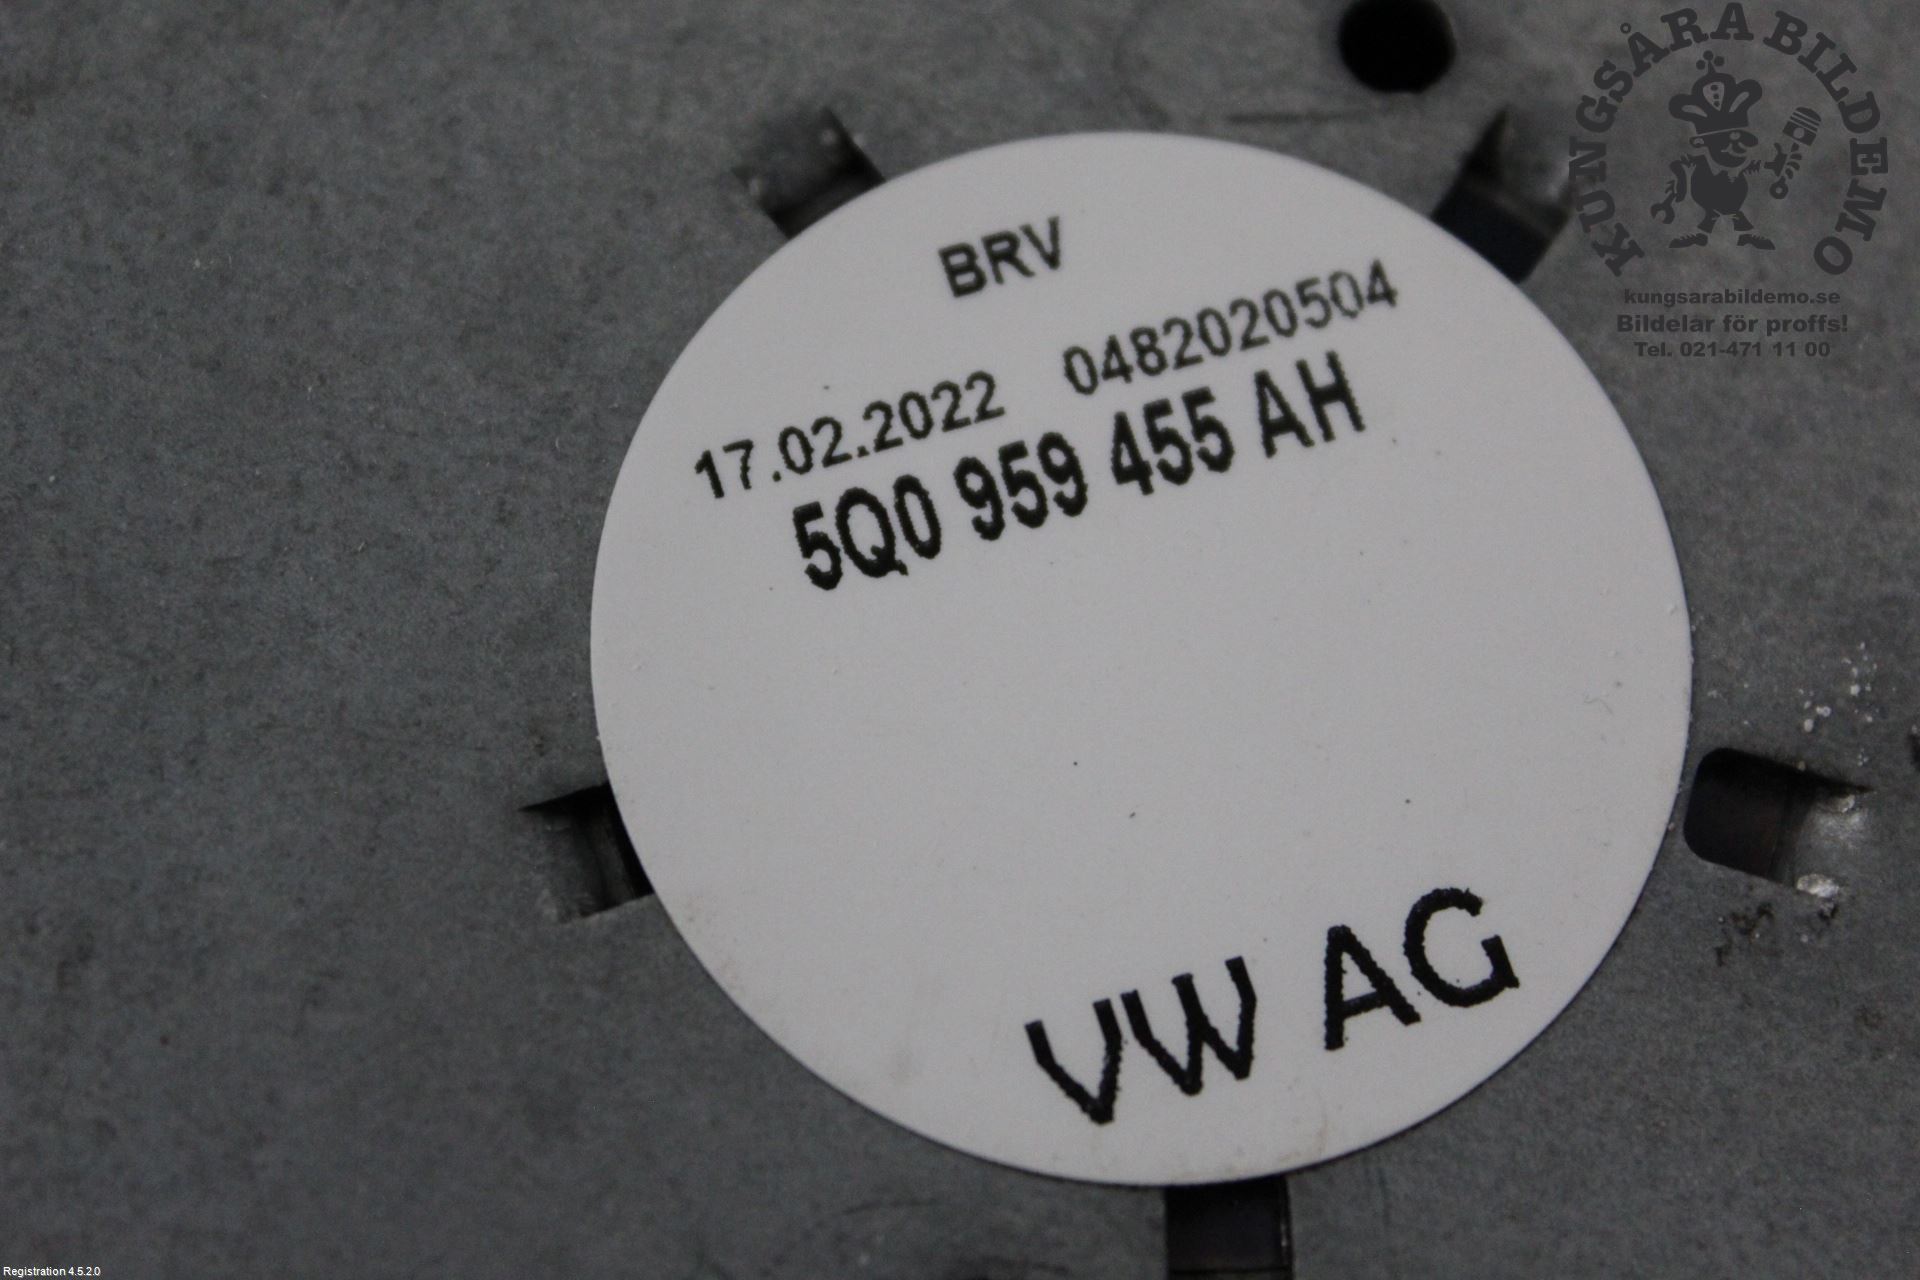 BRV
17.02.2022 0482020504
5Q0 959 455 AH
VW AG
KUNGSÅRA BILDEMO
kungsarabildemo.se
Bildelar för proffs!
Tel. 021-471 11 00
Registration 4.5.2.0